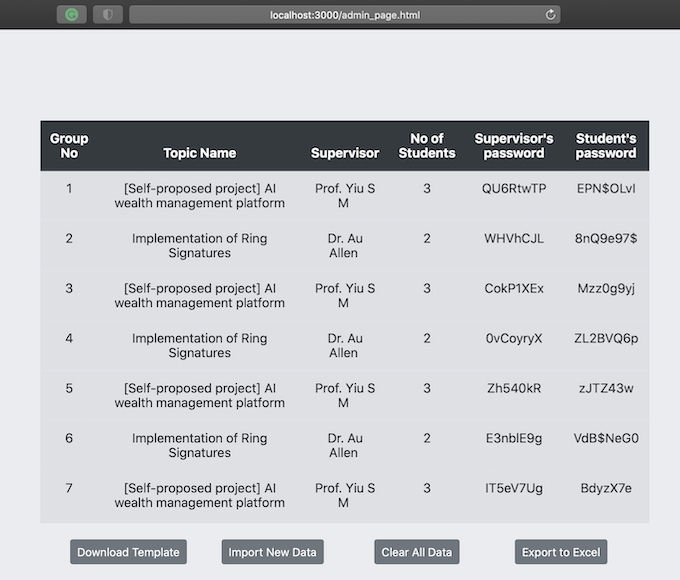 localhost:3000/admin_page.html
Group No Topic Name Supervisor No of Students Supervisor's password Student's password
1 [Self-proposed project] AI wealth management platform Prof. Yiu S M 3 QU6RtwTP EPN$OLvI
2 Implementation of Ring Signatures Dr. Au Allen 2 WHVhCJL 8nQ9e97$
3 [Self-proposed project] AI wealth management platform Prof. Yiu S M 3 CokP1XEx Mzz0g9yj
4 Implementation of Ring Signatures Dr. Au Allen 2 0vCoyryX ZL2BVQ6p
5 [Self-proposed project] AI wealth management platform Prof. Yiu S M 3 Zh540kR zJTZ43w
6 Implementation of Ring Signatures Dr. Au Allen 2 E3nblE9g VdB$NeG0
7 [Self-proposed project] AI wealth management platform Prof. Yiu S M 3 IT5eV7Ug BdyzX7e
Download Template Import New Data Clear All Data Export to Excel